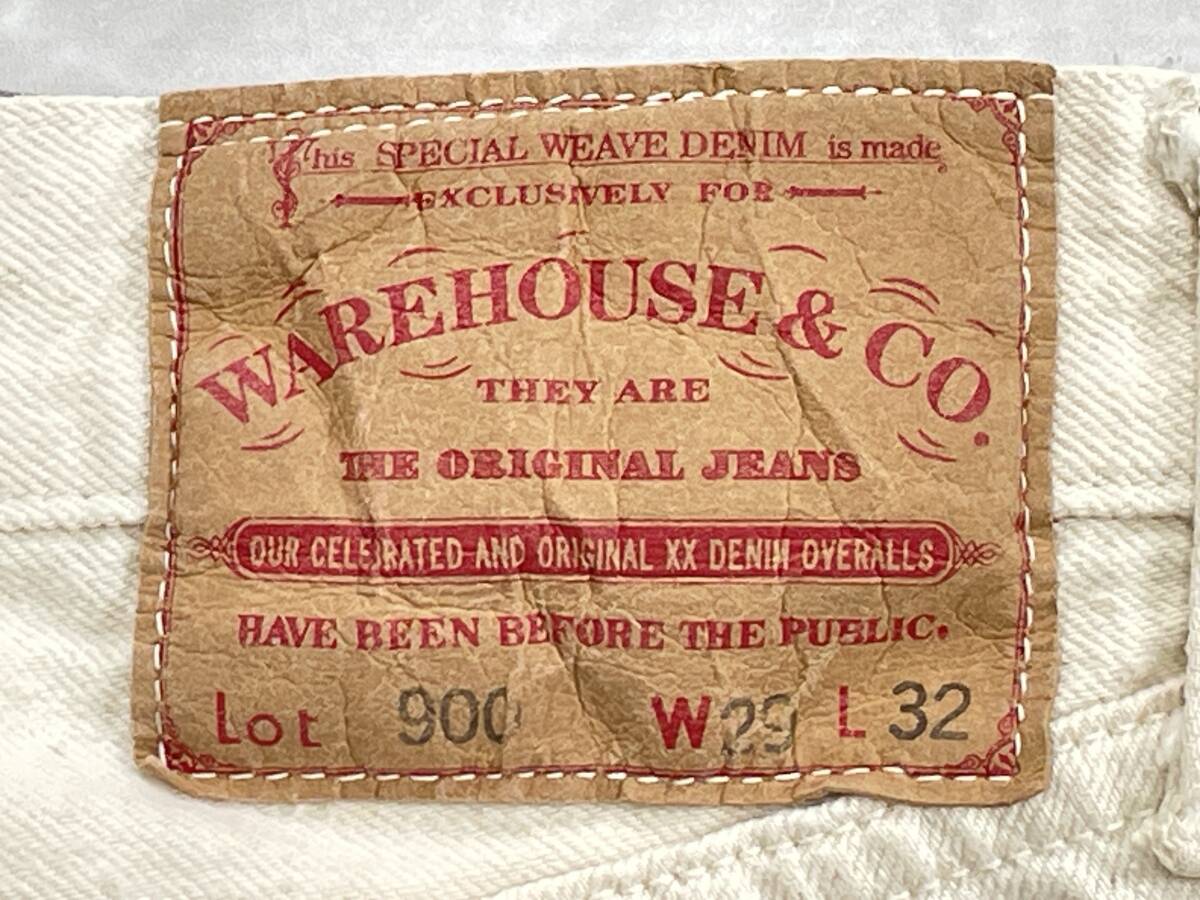 This SPECIAL WEAVE DENIM is made
EXCLUSIVELY FOR
WAREHOUSE & CO.
THEY ARE
THE ORIGINAL JEANS
OUR CELEBRATED AND ORIGINAL XX DENIM OVERALLS
HAVE BEEN BEFORE THE PUBLIC.
Lot 900 W29 L 32